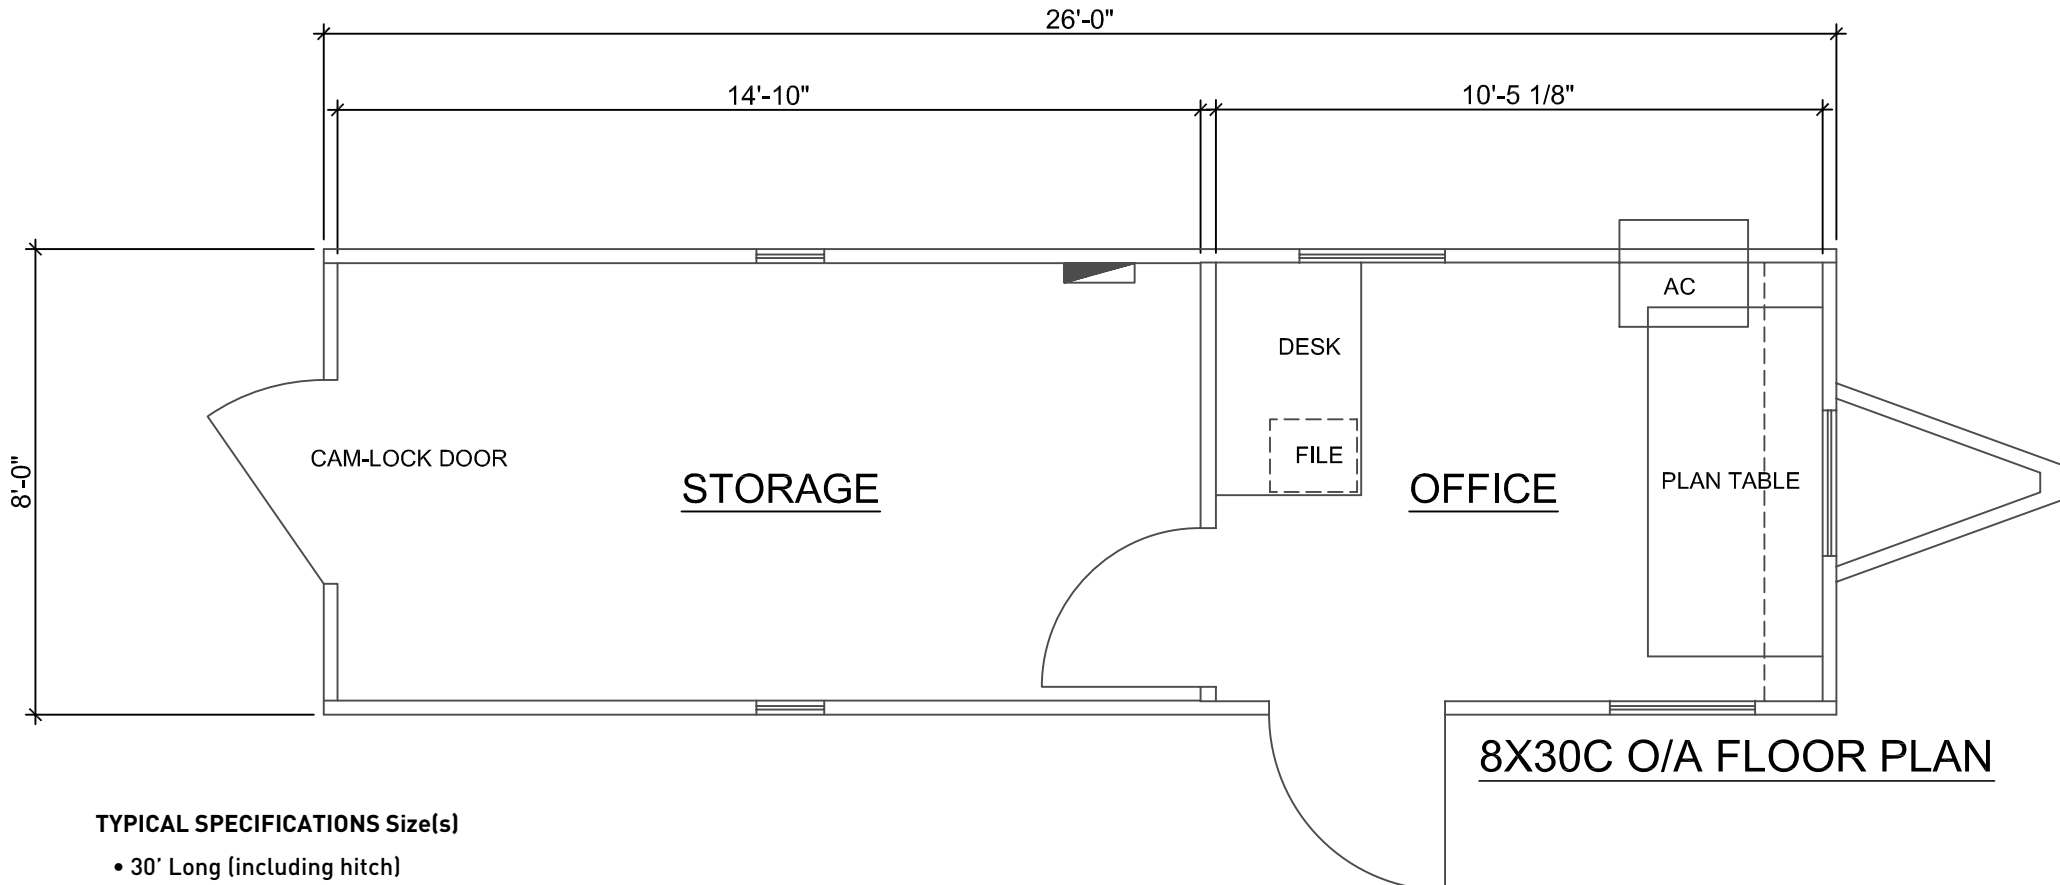 26'-0"
14'-10"
10'-5 1/8"
AC
DESK
FILE
CAM-LOCK DOOR
STORAGE
OFFICE
PLAN TABLE
8'-0"
8X30C O/A FLOOR PLAN
TYPICAL SPECIFICATIONS Size(s)
• 30’ Long (including hitch)